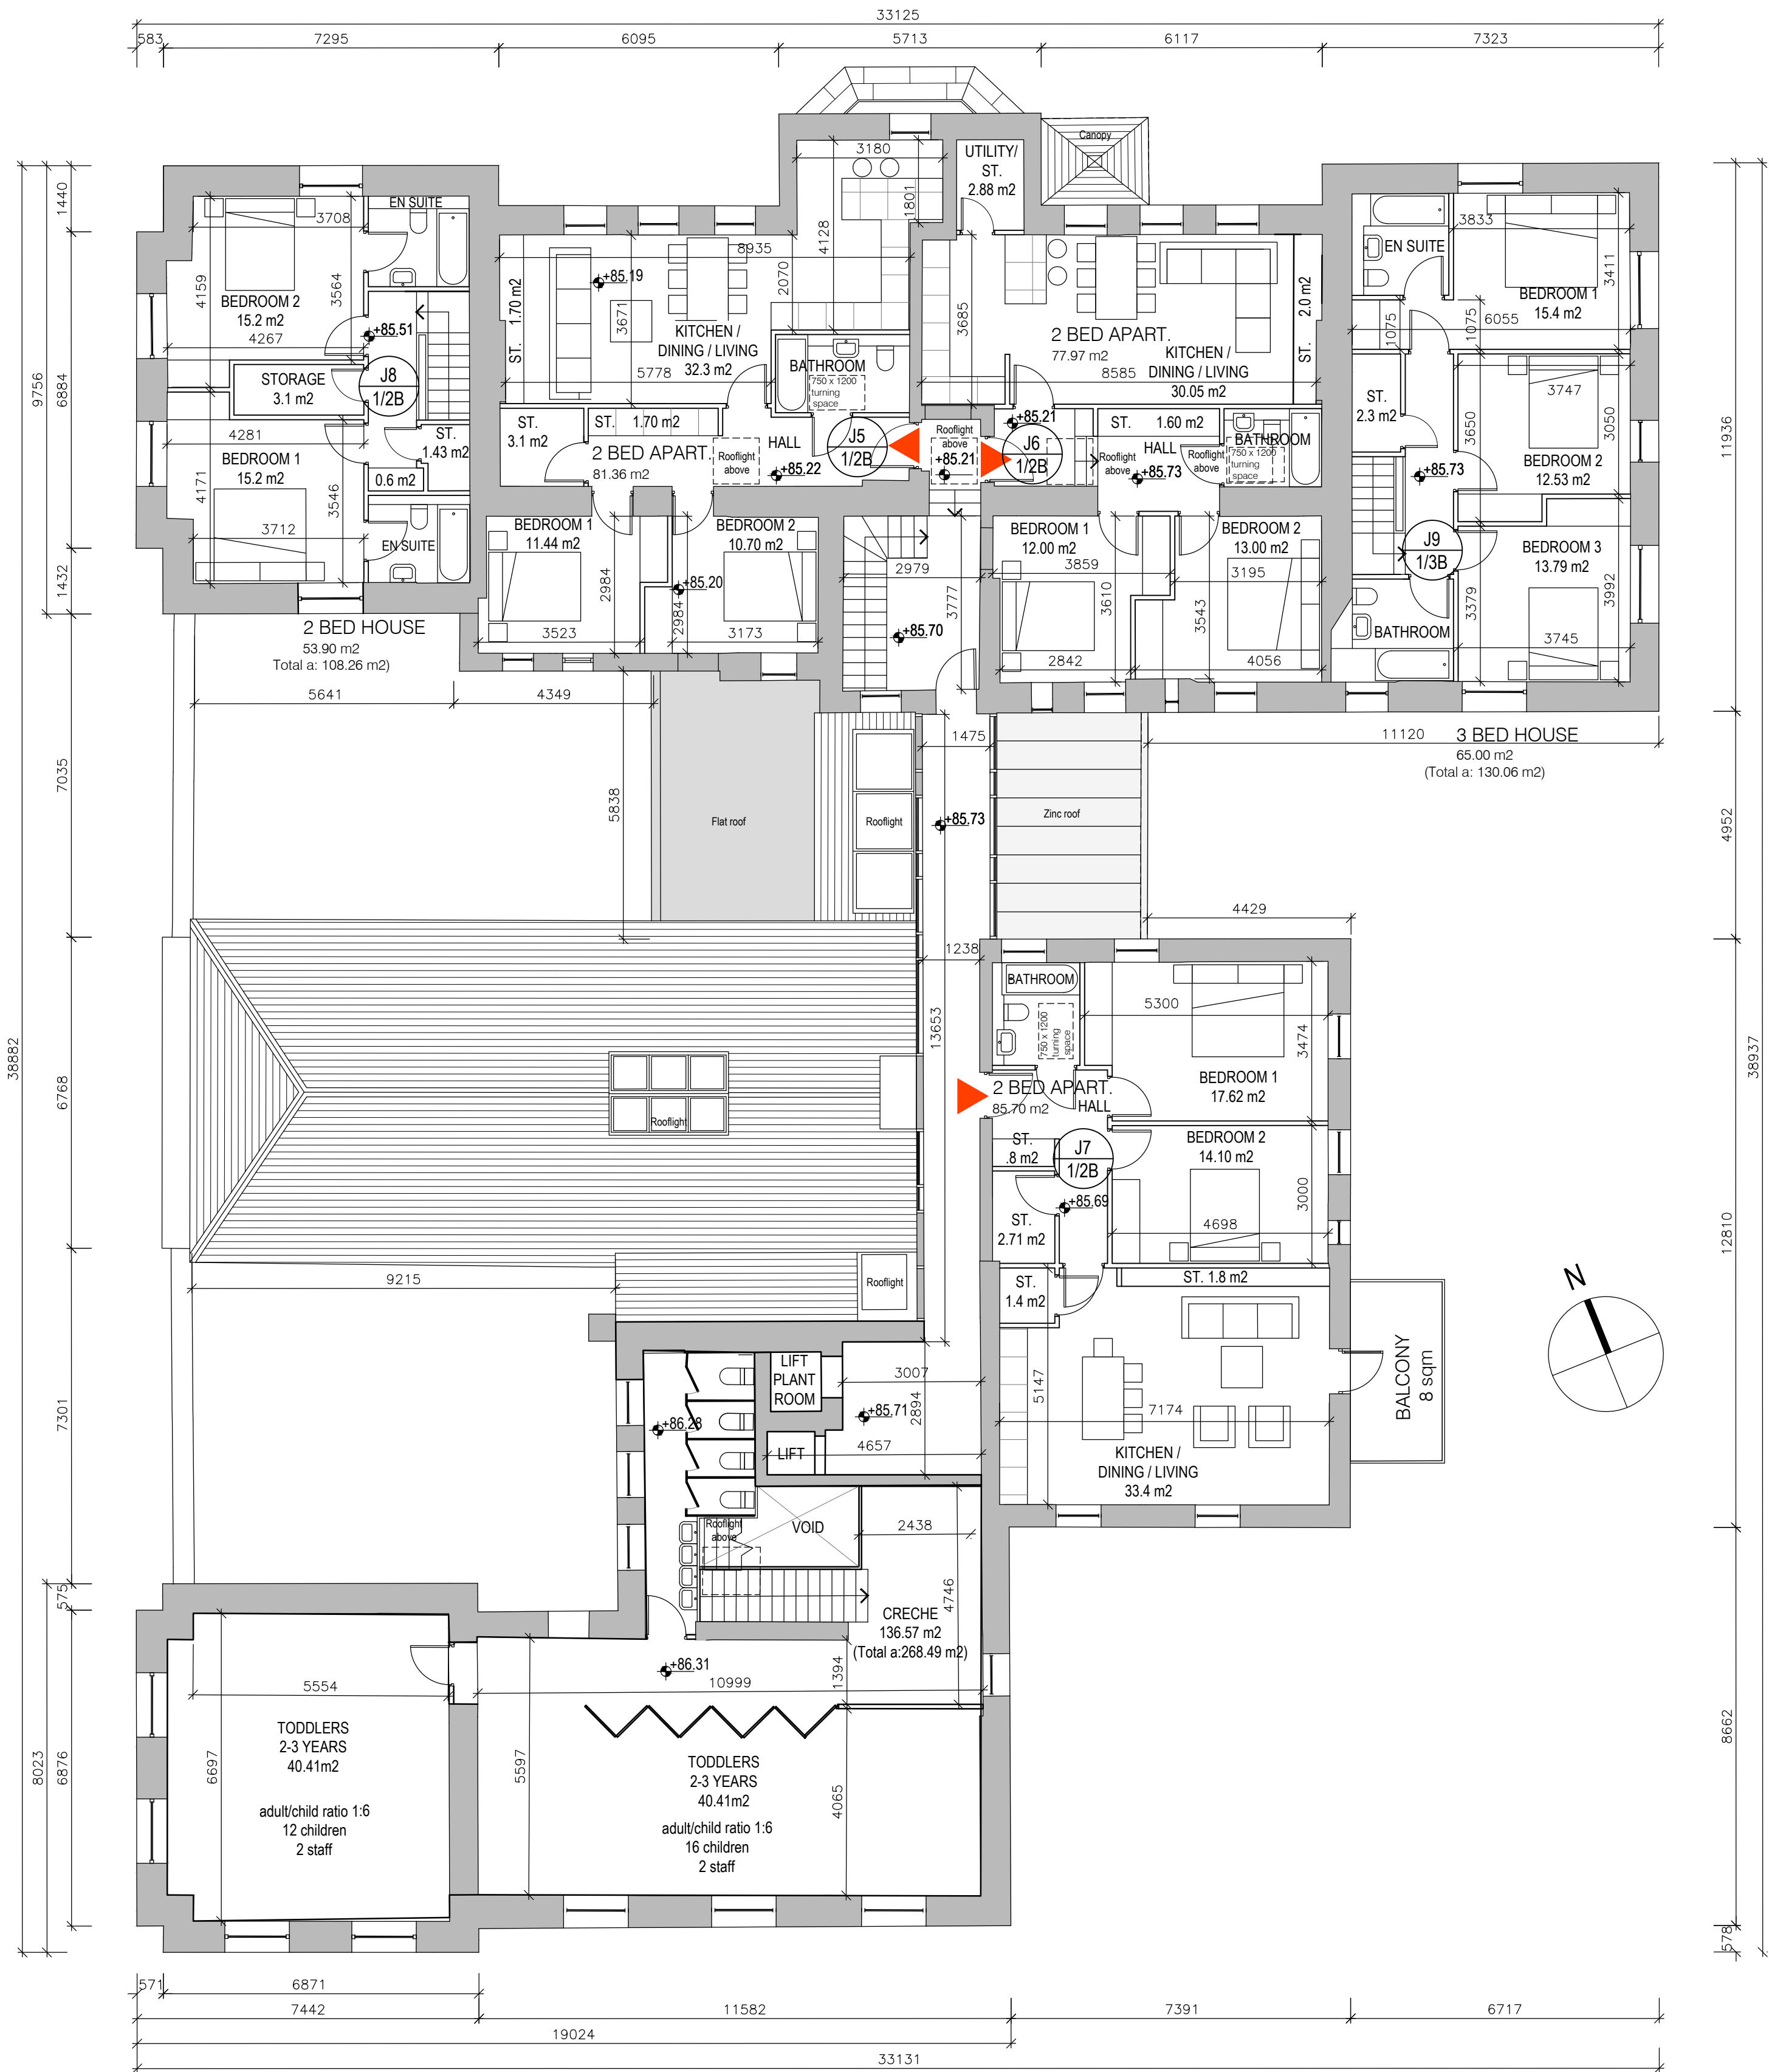 33125
583
7295
6095
5713
6117
7323
38882
9756
1440
6884
1432
7035
6768
7301
575
8023
6876
38937
11936
4952
12810
8662
578
EN SUITE
3708
4159
3564
BEDROOM 2
15.2 m2
4267
+85.51
STORAGE
3.1 m2
J8
1/2B
4281
ST.
1.43 m2
BEDROOM 1
15.2 m2
4171
3546
0.6 m2
3712
EN SUITE
2 BED HOUSE
53.90 m2
Total a: 108.26 m2)
5641
4349
3180
1801
4128
8935
2070
+85.19
ST. 1.70 m2
3671
KITCHEN /
DINING / LIVING
32.3 m2
5778
BATHROOM
750 x 1200
turning
space
ST.
3.1 m2
ST. 1.70 m2
2 BED APART.
81.36 m2
HALL
Rooflight
above
+85.22
J5
1/2B
BEDROOM 1
11.44 m2
BEDROOM 2
10.70 m2
2984
+85.20
2984
3523
3173
UTILITY/
ST.
2.88 m2
Canopy
3685
2 BED APART.
77.97 m2
KITCHEN /
DINING / LIVING
30.05 m2
8585
ST. 2.0 m2
Rooflight
above
+85.21
+85.21
J6
1/2B
ST. 1.60 m2
HALL
Rooflight
above
+85.73
Rooflight
above
BATHROOM
750 x 1200
turning
space
2979
3777
+85.70
BEDROOM 1
12.00 m2
3859
3610
2842
BEDROOM 2
13.00 m2
3195
3543
4056
EN SUITE
3833
3411
BEDROOM 1
15.4 m2
6055
1075
1075
ST.
2.3 m2
3747
3650
3050
BEDROOM 2
12.53 m2
+85.73
J9
1/3B
BEDROOM 3
13.79 m2
3992
3379
BATHROOM
3745
11120
3 BED HOUSE
65.00 m2
(Total a: 130.06 m2)
5838
Flat roof
Rooflight
1475
+85.73
Zinc roof
4429
1238
13653
Rooflight
9215
Rooflight
BATHROOM
750 x 1200
turning
space
5300
3474
BEDROOM 1
17.62 m2
2 BED APART.
85.70 m2
HALL
ST.
.8 m2
J7
1/2B
BEDROOM 2
14.10 m2
3000
+85.69
4698
ST.
2.71 m2
ST.
1.4 m2
ST. 1.8 m2
5147
7174
KITCHEN /
DINING / LIVING
33.4 m2
BALCONY
8 sqm
N
LIFT
PLANT
ROOM
3007
2894
+85.71
+86.28
4657
LIFT
Rooflight
above
VOID
2438
4746
CRECHE
136.57 m2
(Total a:268.49 m2)
+86.31
1394
10999
5554
6697
TODDLERS
2-3 YEARS
40.41m2
adult/child ratio 1:6
12 children
2 staff
5597
4065
TODDLERS
2-3 YEARS
40.41m2
adult/child ratio 1:6
16 children
2 staff
571
6871
7442
11582
7391
6717
19024
33131